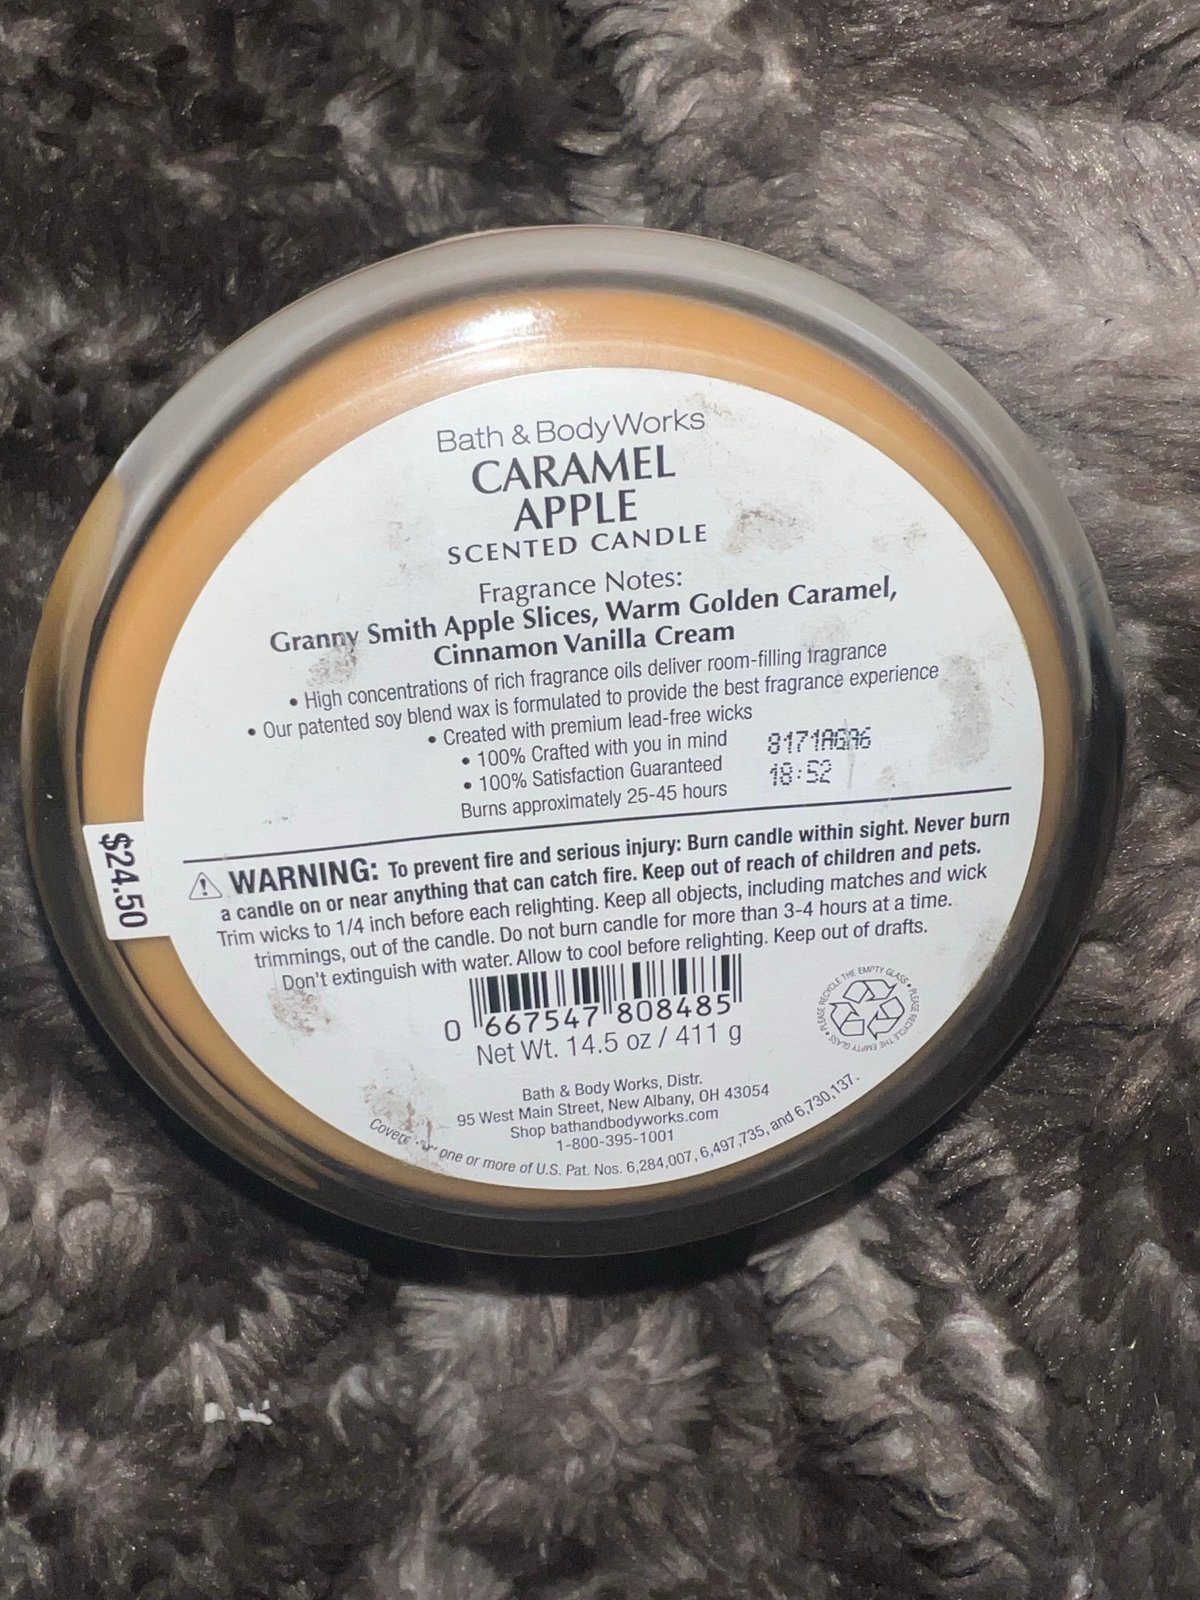 Bath & Body Works
CARAMEL
APPLE
SCENTED CANDLE
Fragrance Notes:
Granny Smith Apple Slices, Warm Golden Caramel,
Cinnamon Vanilla Cream
• High concentrations of rich fragrance oils deliver room-filling fragrance
• Our patented soy blend wax is formulated to provide the best fragrance experience
• Created with premium lead-free wicks
• 100% Crafted with you in mind
• 100% Satisfaction Guaranteed
Burns approximately 25-45 hours
8171AGA6
18:52
$24.50
⚠ WARNING: To prevent fire and serious injury: Burn candle within sight. Never burn
a candle on or near anything that can catch fire. Keep out of reach of children and pets.
Trim wicks to 1/4 inch before each relighting. Keep all objects, including matches and wick
trimmings, out of the candle. Do not burn candle for more than 3-4 hours at a time.
Don't extinguish with water. Allow to cool before relighting. Keep out of drafts.
0 667547 808485
Net Wt. 14.5 oz / 411 g
PLEASE RECYCLE THE EMPTY GLASS • PLEASE RECYCLE THE EMPTY GLASS •
Bath & Body Works, Distr.
95 West Main Street, New Albany, OH 43054
Shop bathandbodyworks.com
1-800-395-1001
one or more of U.S. Pat. Nos. 6,284,007, 6,497,735, and 6,730,137.